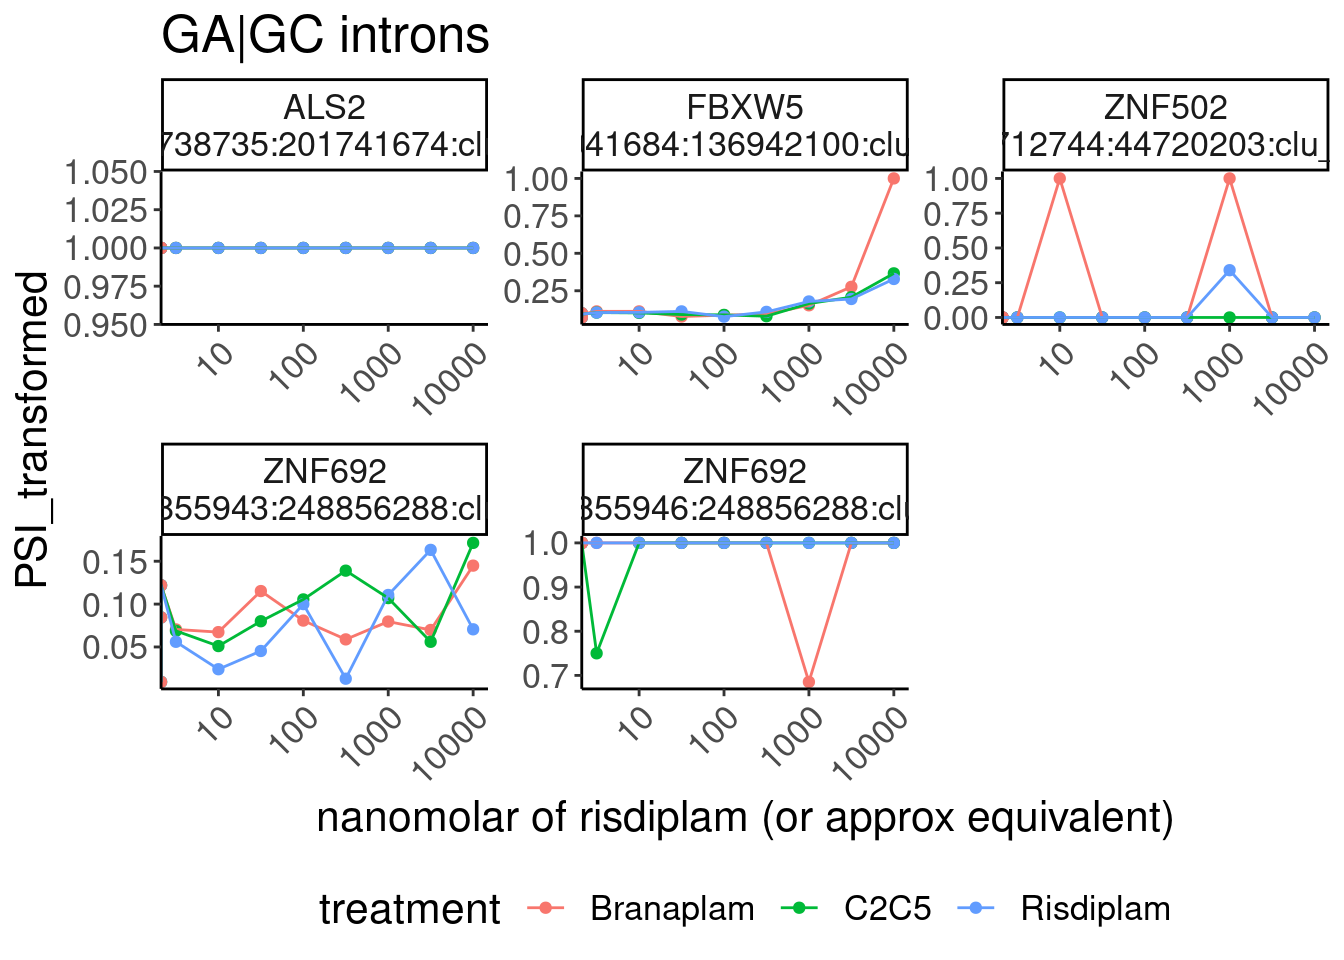 GA|GC introns
ALS2
738735:201741674:cl
FBXW5
41684:136942100:clu
ZNF502
712744:44720203:clu_
1.050
1.025
1.000
0.975
0.950
1.00
0.75
0.50
0.25
1.00
0.75
0.50
0.25
0.00
10
100
1000
10000
10
100
1000
10000
10
100
1000
10000
PSI_transformed
ZNF692
355943:248856288:cl
ZNF692
355946:248856288:clu
0.15
0.10
0.05
1.0
0.9
0.8
0.7
10
100
1000
10000
10
100
1000
10000
nanomolar of risdiplam (or approx equivalent)
treatment
Branaplam
C2C5
Risdiplam